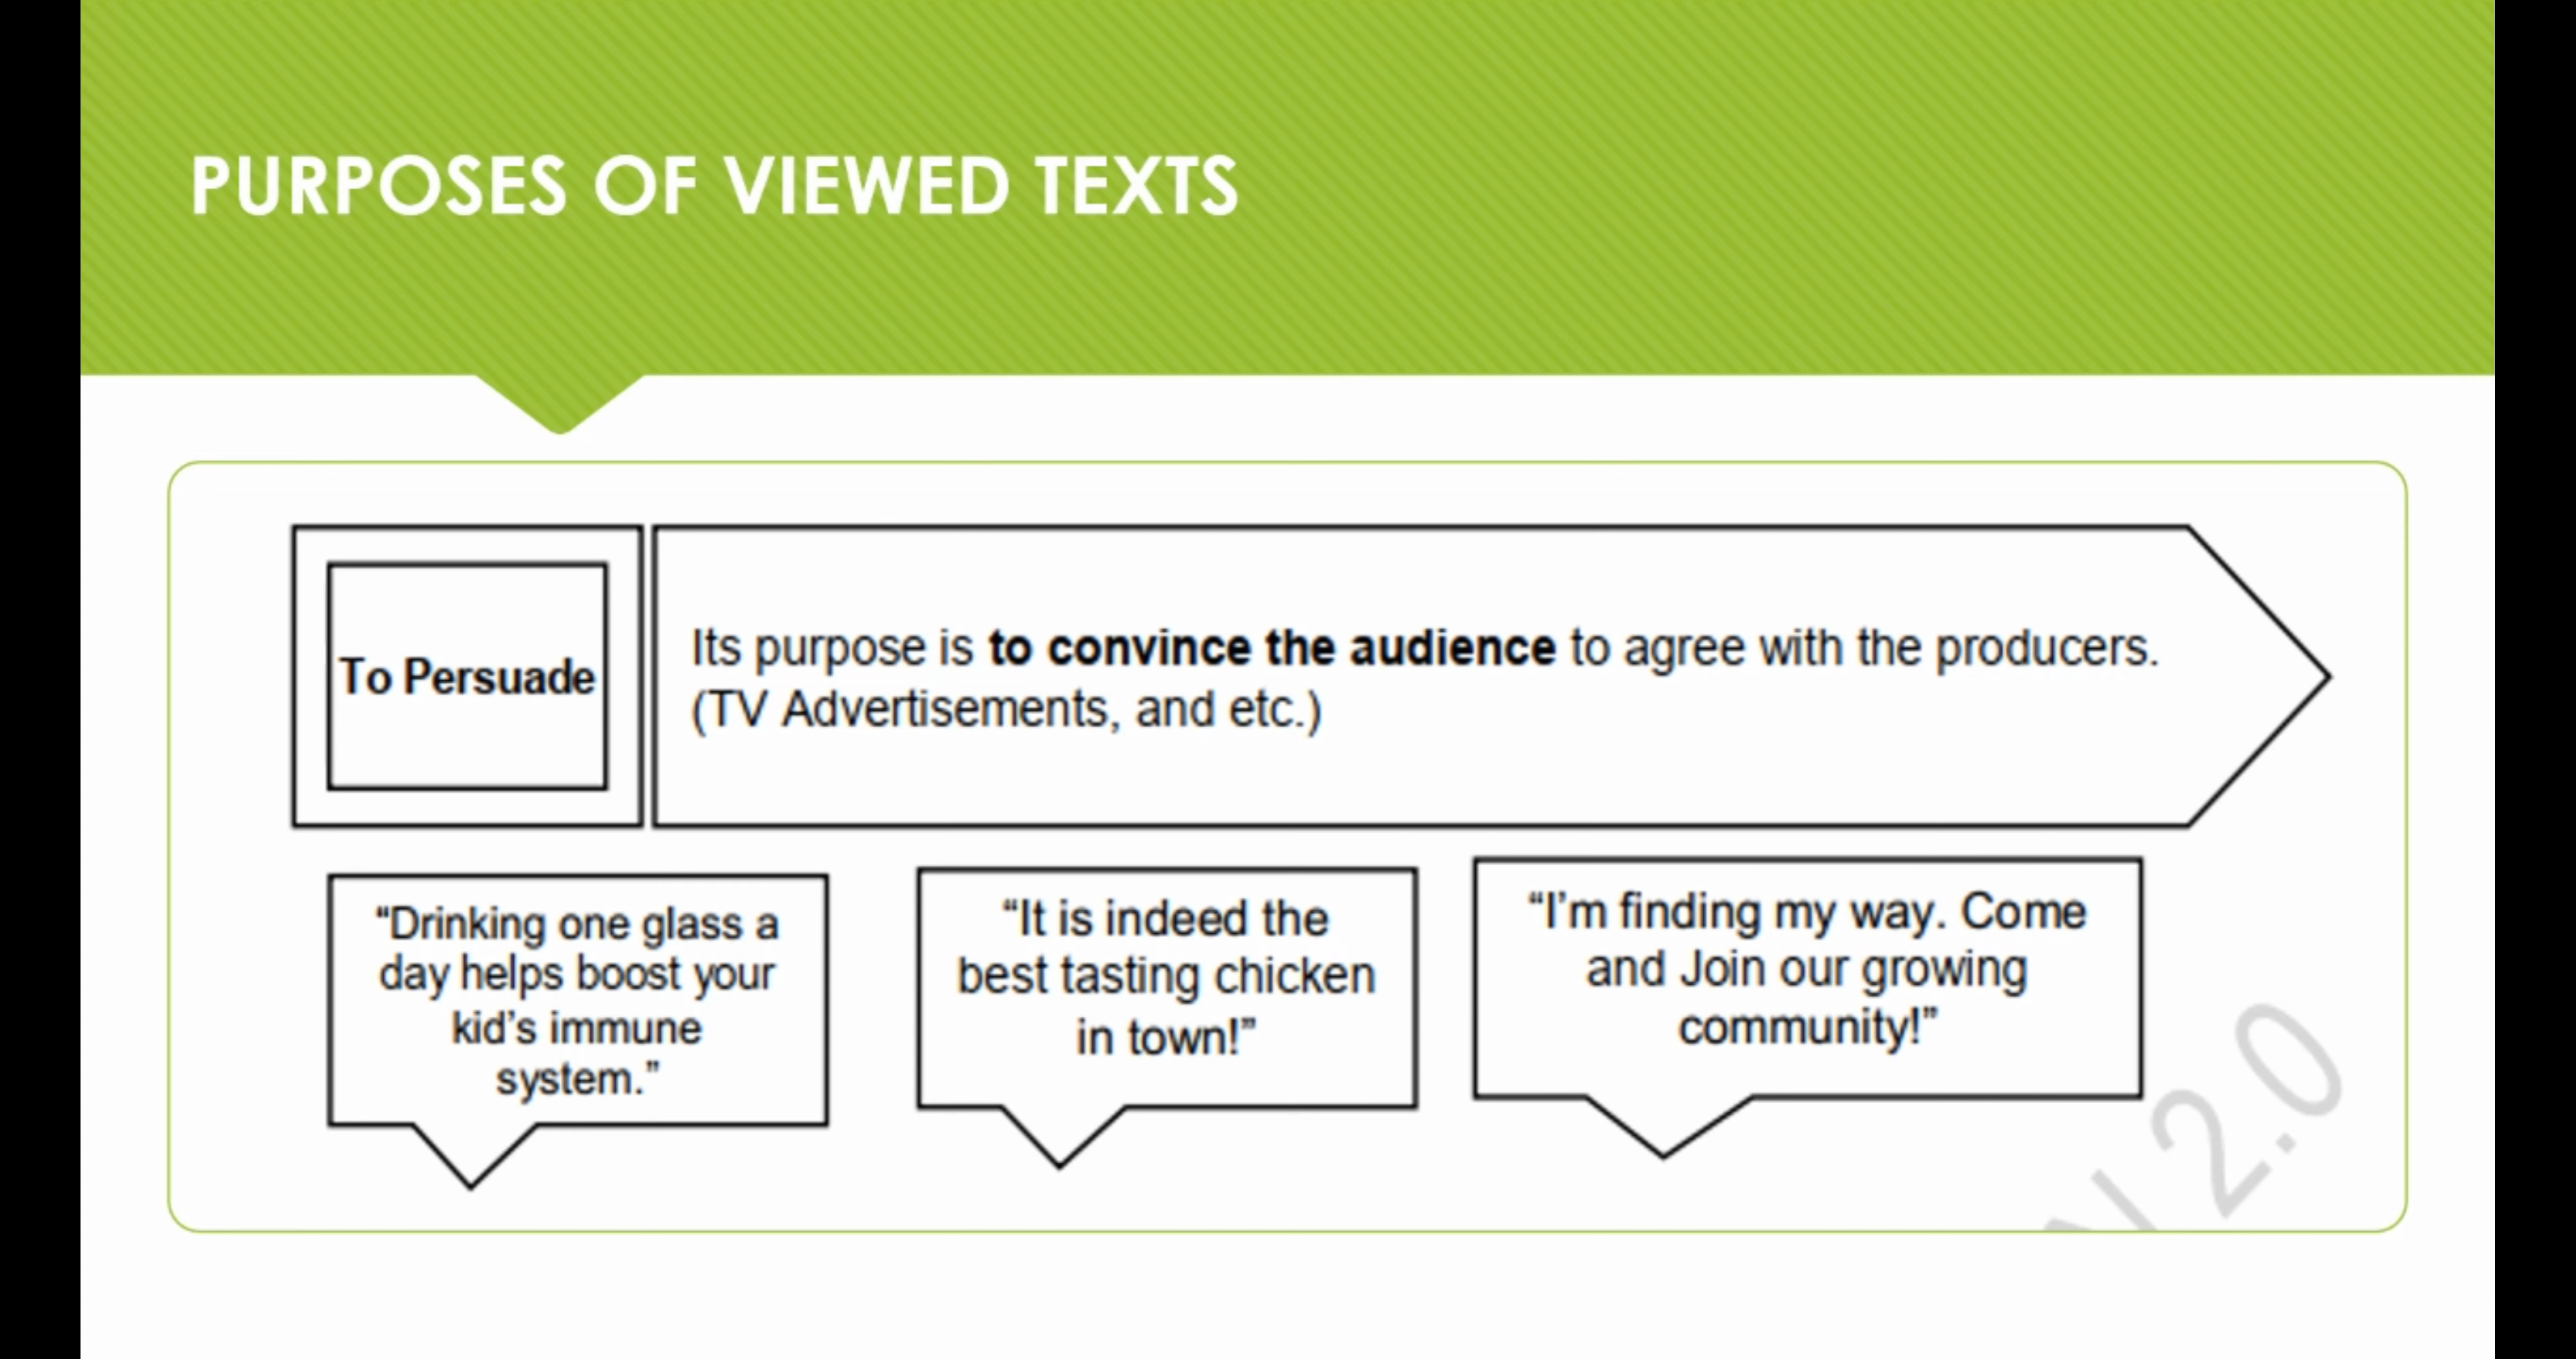 PURPOSES OF VIEWED TEXTS
To Persuade
Its purpose is to convince the audience to agree with the producers.
(TV Advertisements, and etc.)
“Drinking one glass a
day helps boost your
kid’s immune
system.”
“It is indeed the
best tasting chicken
in town!”
“I’m finding my way. Come
and Join our growing
community!”
2.0